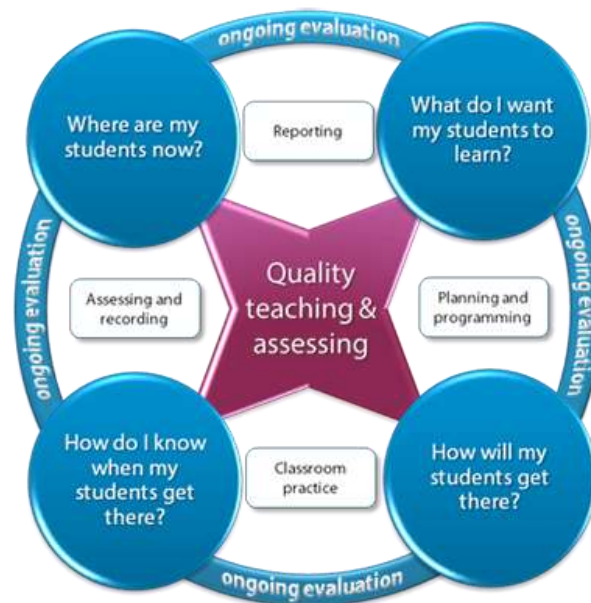 ongoing evaluation
Where are my
students now?
Reporting
What do I want
my students to
learn?
ongoing evaluation
Assessing and
recording
Quality
teaching &
assessing
Planning and
programming
ongoing evaluation
How do I know
when my
students get
there?
Classroom
practice
How will my
students get
there?
ongoing evaluation